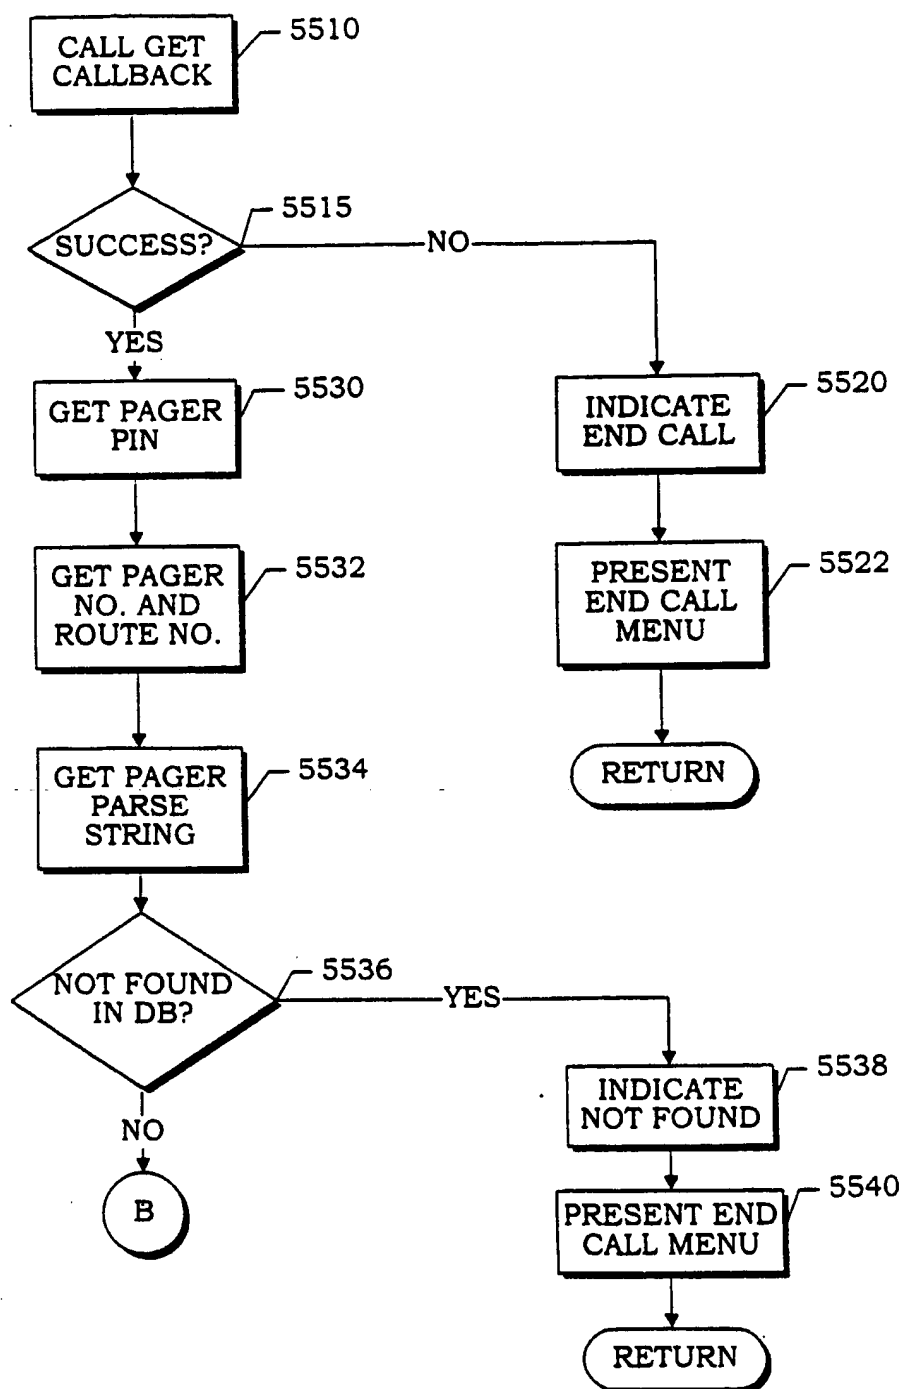 CALL GET
CALLBACK
5510
SUCCESS?
5515
NO
YES
GET PAGER
PIN
5530
INDICATE
END CALL
5520
GET PAGER
NO. AND
ROUTE NO.
5532
PRESENT
END CALL
MENU
5522
GET PAGER
PARSE
STRING
5534
RETURN
NOT FOUND
IN DB?
5536
YES
NO
B
INDICATE
NOT FOUND
5538
PRESENT END
CALL MENU
5540
RETURN